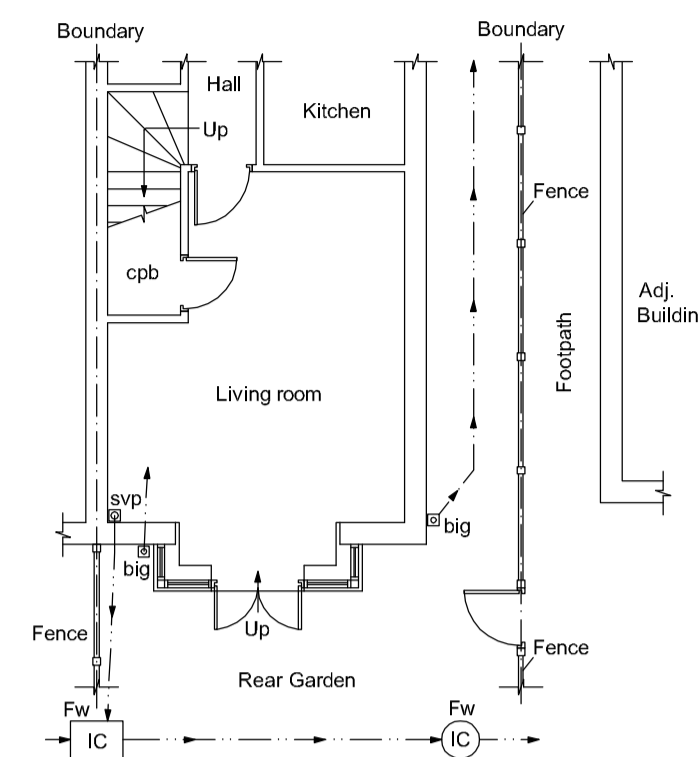 Boundary
Boundary
Hall
Kitchen
Up
Fence
cpb
Adj.
Buildin
Footpath
Living room
svp
big
big
Up
Fence
Fence
Rear Garden
Fw
Fw
IC
IC